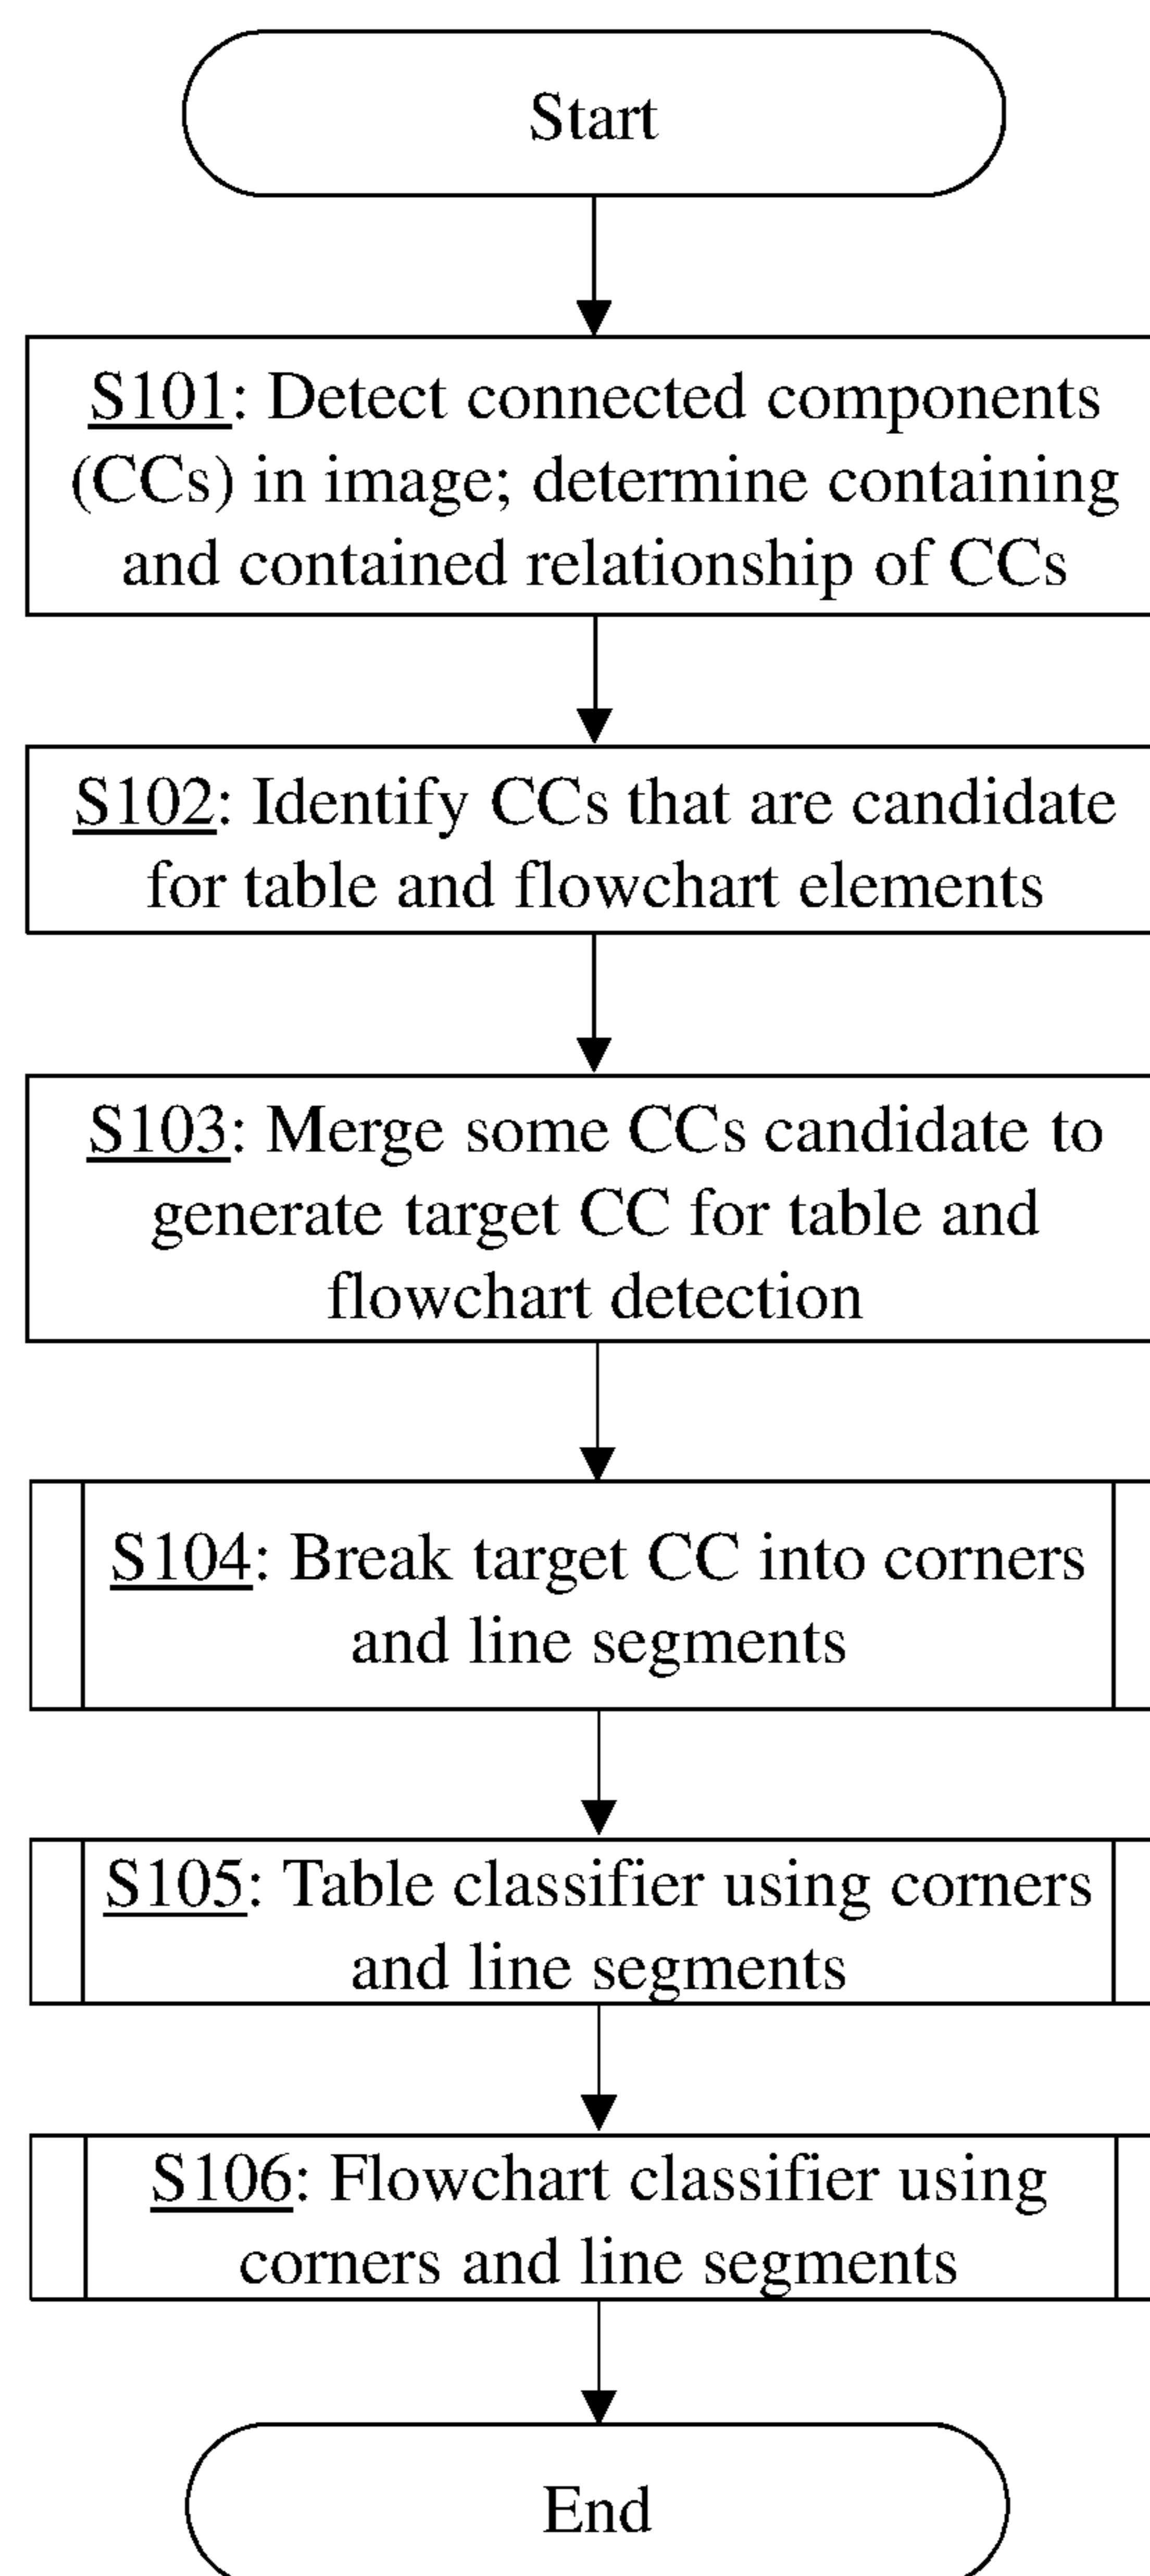 Start
S101: Detect connected components
(CCs) in image; determine containing
and contained relationship of CCs
S102: Identify CCs that are candidate
for table and flowchart elements
S103: Merge some CCs candidate to
generate target CC for table and
flowchart detection
S104: Break target CC into corners
and line segments
S105: Table classifier using corners
and line segments
S106: Flowchart classifier using
corners and line segments
End